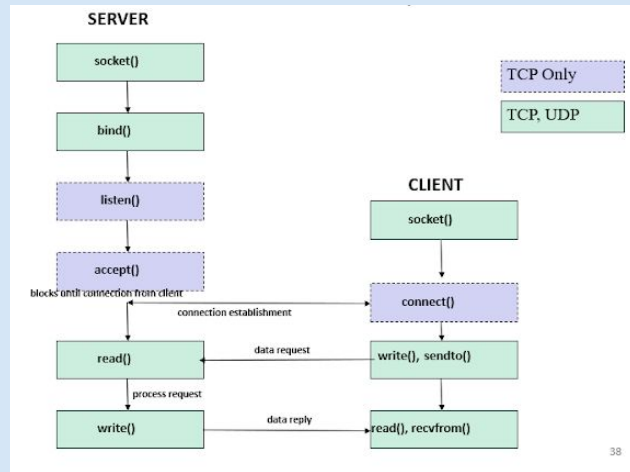 SERVER
socket()
TCP Only
TCP, UDP
bind()
CLIENT
listen()
socket()
accept()
blocks until connection from client
connect()
connection establishment
read()
data request
write(), sendto()
process request
write()
data reply
read(), recvfrom()
38